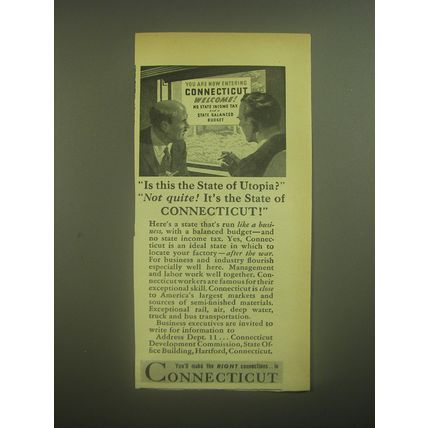 YOU ARE NOW ENTERING
CONNECTICUT
WELCOME!
NO STATE INCOME TAX
and a
STATE BALANCED
BUDGET
"Is this the State of Utopia?"
"Not quite! It's the State of
CONNECTICUT!"
Here's a state that's run like a busi-
ness, with a balanced budget—and
no state income tax. Yes, Connec-
ticut is an ideal state in which to
locate your factory—after the war.
For business and industry flourish
especially well here. Management
and labor work well together. Con-
necticut workers are famous for their
exceptional skill. Connecticut is close
to America's largest markets and
sources of semi-finished materials.
Exceptional rail, air, deep water,
truck and bus transportation.
Business executives are invited to
write for information to
Address Dept. 11 ... Connecticut
Development Commission, State Of-
fice Building, Hartford, Connecticut.
You'll make the RIGHT connections...in
CONNECTICUT